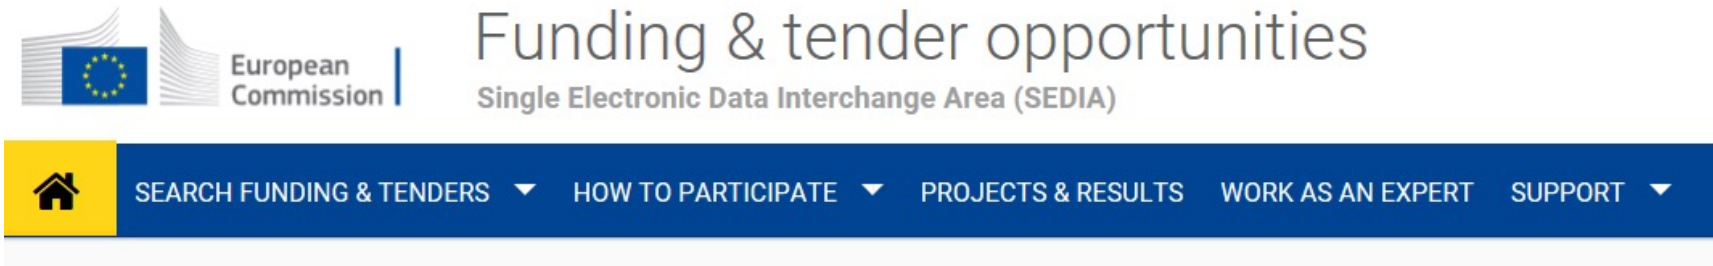 European
Commission
Funding & tender opportunities
Single Electronic Data Interchange Area (SEDIA)
SEARCH FUNDING & TENDERS HOW TO PARTICIPATE PROJECTS & RESULTS WORK AS AN EXPERT SUPPORT